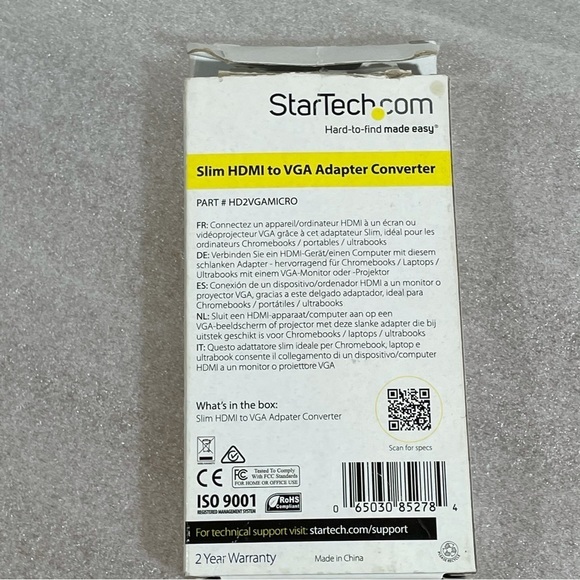 StarTech.com
Hard-to-find made easy®
Slim HDMI to VGA Adapter Converter
PART # HD2VGAMICRO
FR: Connectez un appareil/ordinateur HDMI à un écran ou
vidéoprojecteur VGA grâce à cet adaptateur Slim, idéal pour les
ordinateurs Chromebooks / portables / ultrabooks
DE: Verbinden Sie ein HDMI-Gerät/einen Computer mit diesem
schlanken Adapter - hervorragend für Chromebooks / Laptops /
Ultrabooks mit einem VGA-Monitor oder -Projektor
ES: Conexión de un dispositivo/ordenador HDMI a un monitor o
proyector VGA, gracias a este delgado adaptador, ideal para
Chromebooks / portátiles / ultrabooks
NL: Sluit een HDMI-apparaat/computer aan op een
VGA-beeldscherm of projector met deze slanke adapter die bij
uitstek geschikt is voor Chromebooks / laptops / ultrabooks
IT: Questo adattatore slim ideale per Chromebook, laptop e
ultrabook consente il collegamento di un dispositivo/computer
HDMI a un monitor o proiettore VGA
What's in the box:
Slim HDMI to VGA Adpater Converter
Scan for specs
CE
FC
Tested To Comply
With FCC Standards
FOR HOME OR OFFICE USE
ISO 9001
REGISTERED MANAGEMENT SYSTEM
RoHS
Compliant
0 65030 85278 4
For technical support visit: startech.com/support
2 Year Warranty
Made in China